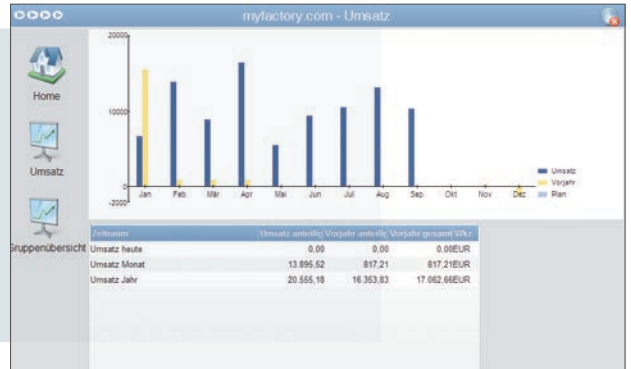 myfactory.com - Umsatz
Home
Umsatz
Gruppenübersicht
20000
10000
0
-2000
Jan Feb Mär Apr Mai Jun Jul Aug Sep Okt Nov Dez
Umsatz
Vorjahr
Plan
Zeitraum Umsatz anteilig Vorjahr anteilig Vorjahr gesamt Wkz
Umsatz heute 0,00 0,00 0,00EUR
Umsatz Monat 13.895,52 817,21 817,21EUR
Umsatz Jahr 20.555,18 16.353,83 17.062,66EUR